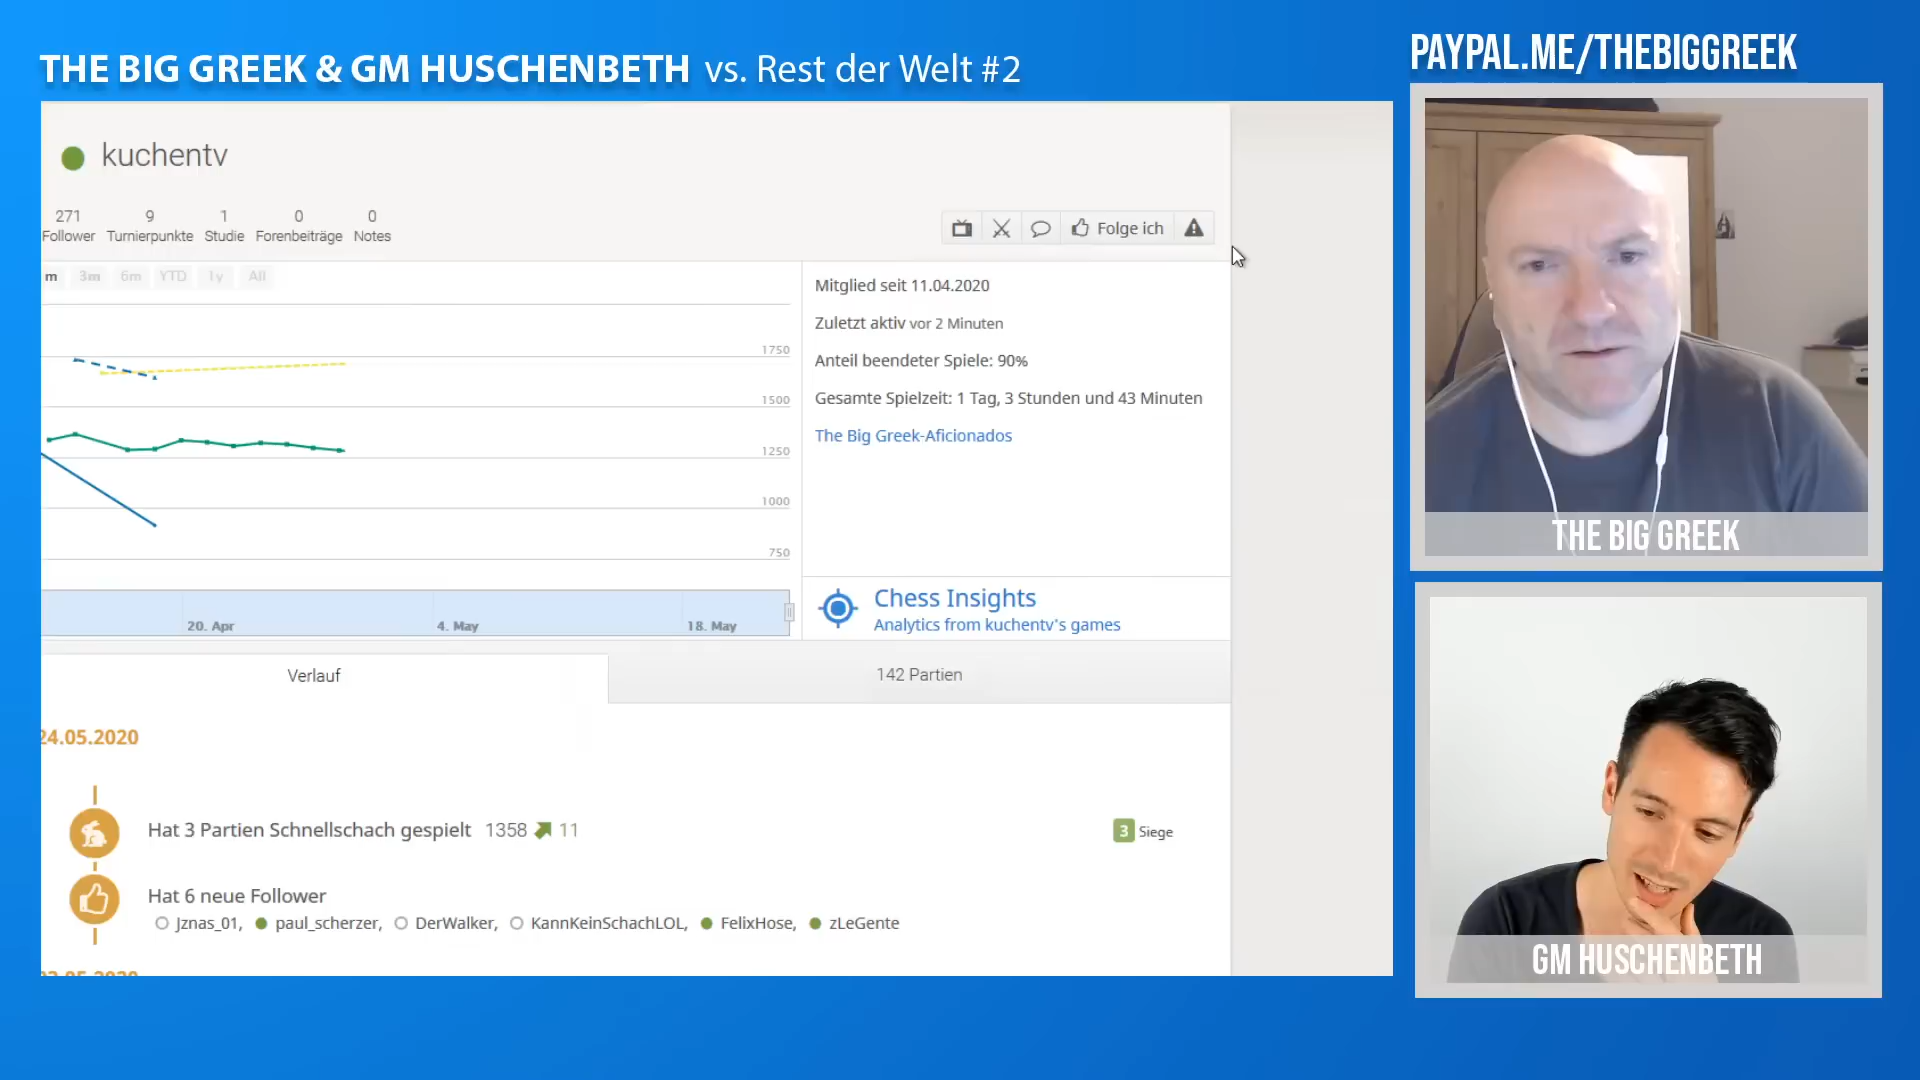 THE BIG GREEK & GM HUSCHENBETH vs. Rest der Welt #2
PAYPAL.ME/THEBIGGREEK
kuchentv
271 9 1 0 0
Follower Turnierpunkte Studie Forenbeiträge Notes
Folge ich
m 3m 6m YTD 1y All
1750
1500
1250
1000
750
20. Apr 4. May 18. May
Mitglied seit 11.04.2020
Zuletzt aktiv vor 2 Minuten
Anteil beendeter Spiele: 90%
Gesamte Spielzeit: 1 Tag, 3 Stunden und 43 Minuten
The Big Greek-Aficionados
Chess Insights
Analytics from kuchentv's games
Verlauf 142 Partien
24.05.2020
Hat 3 Partien Schnellschach gespielt 1358 11 3 Siege
Hat 6 neue Follower
Jznas_01, paul_scherzer, DerWalker, KannKeinSchachLOL, FelixHose, zLeGente
THE BIG GREEK
GM HUSCHENBETH